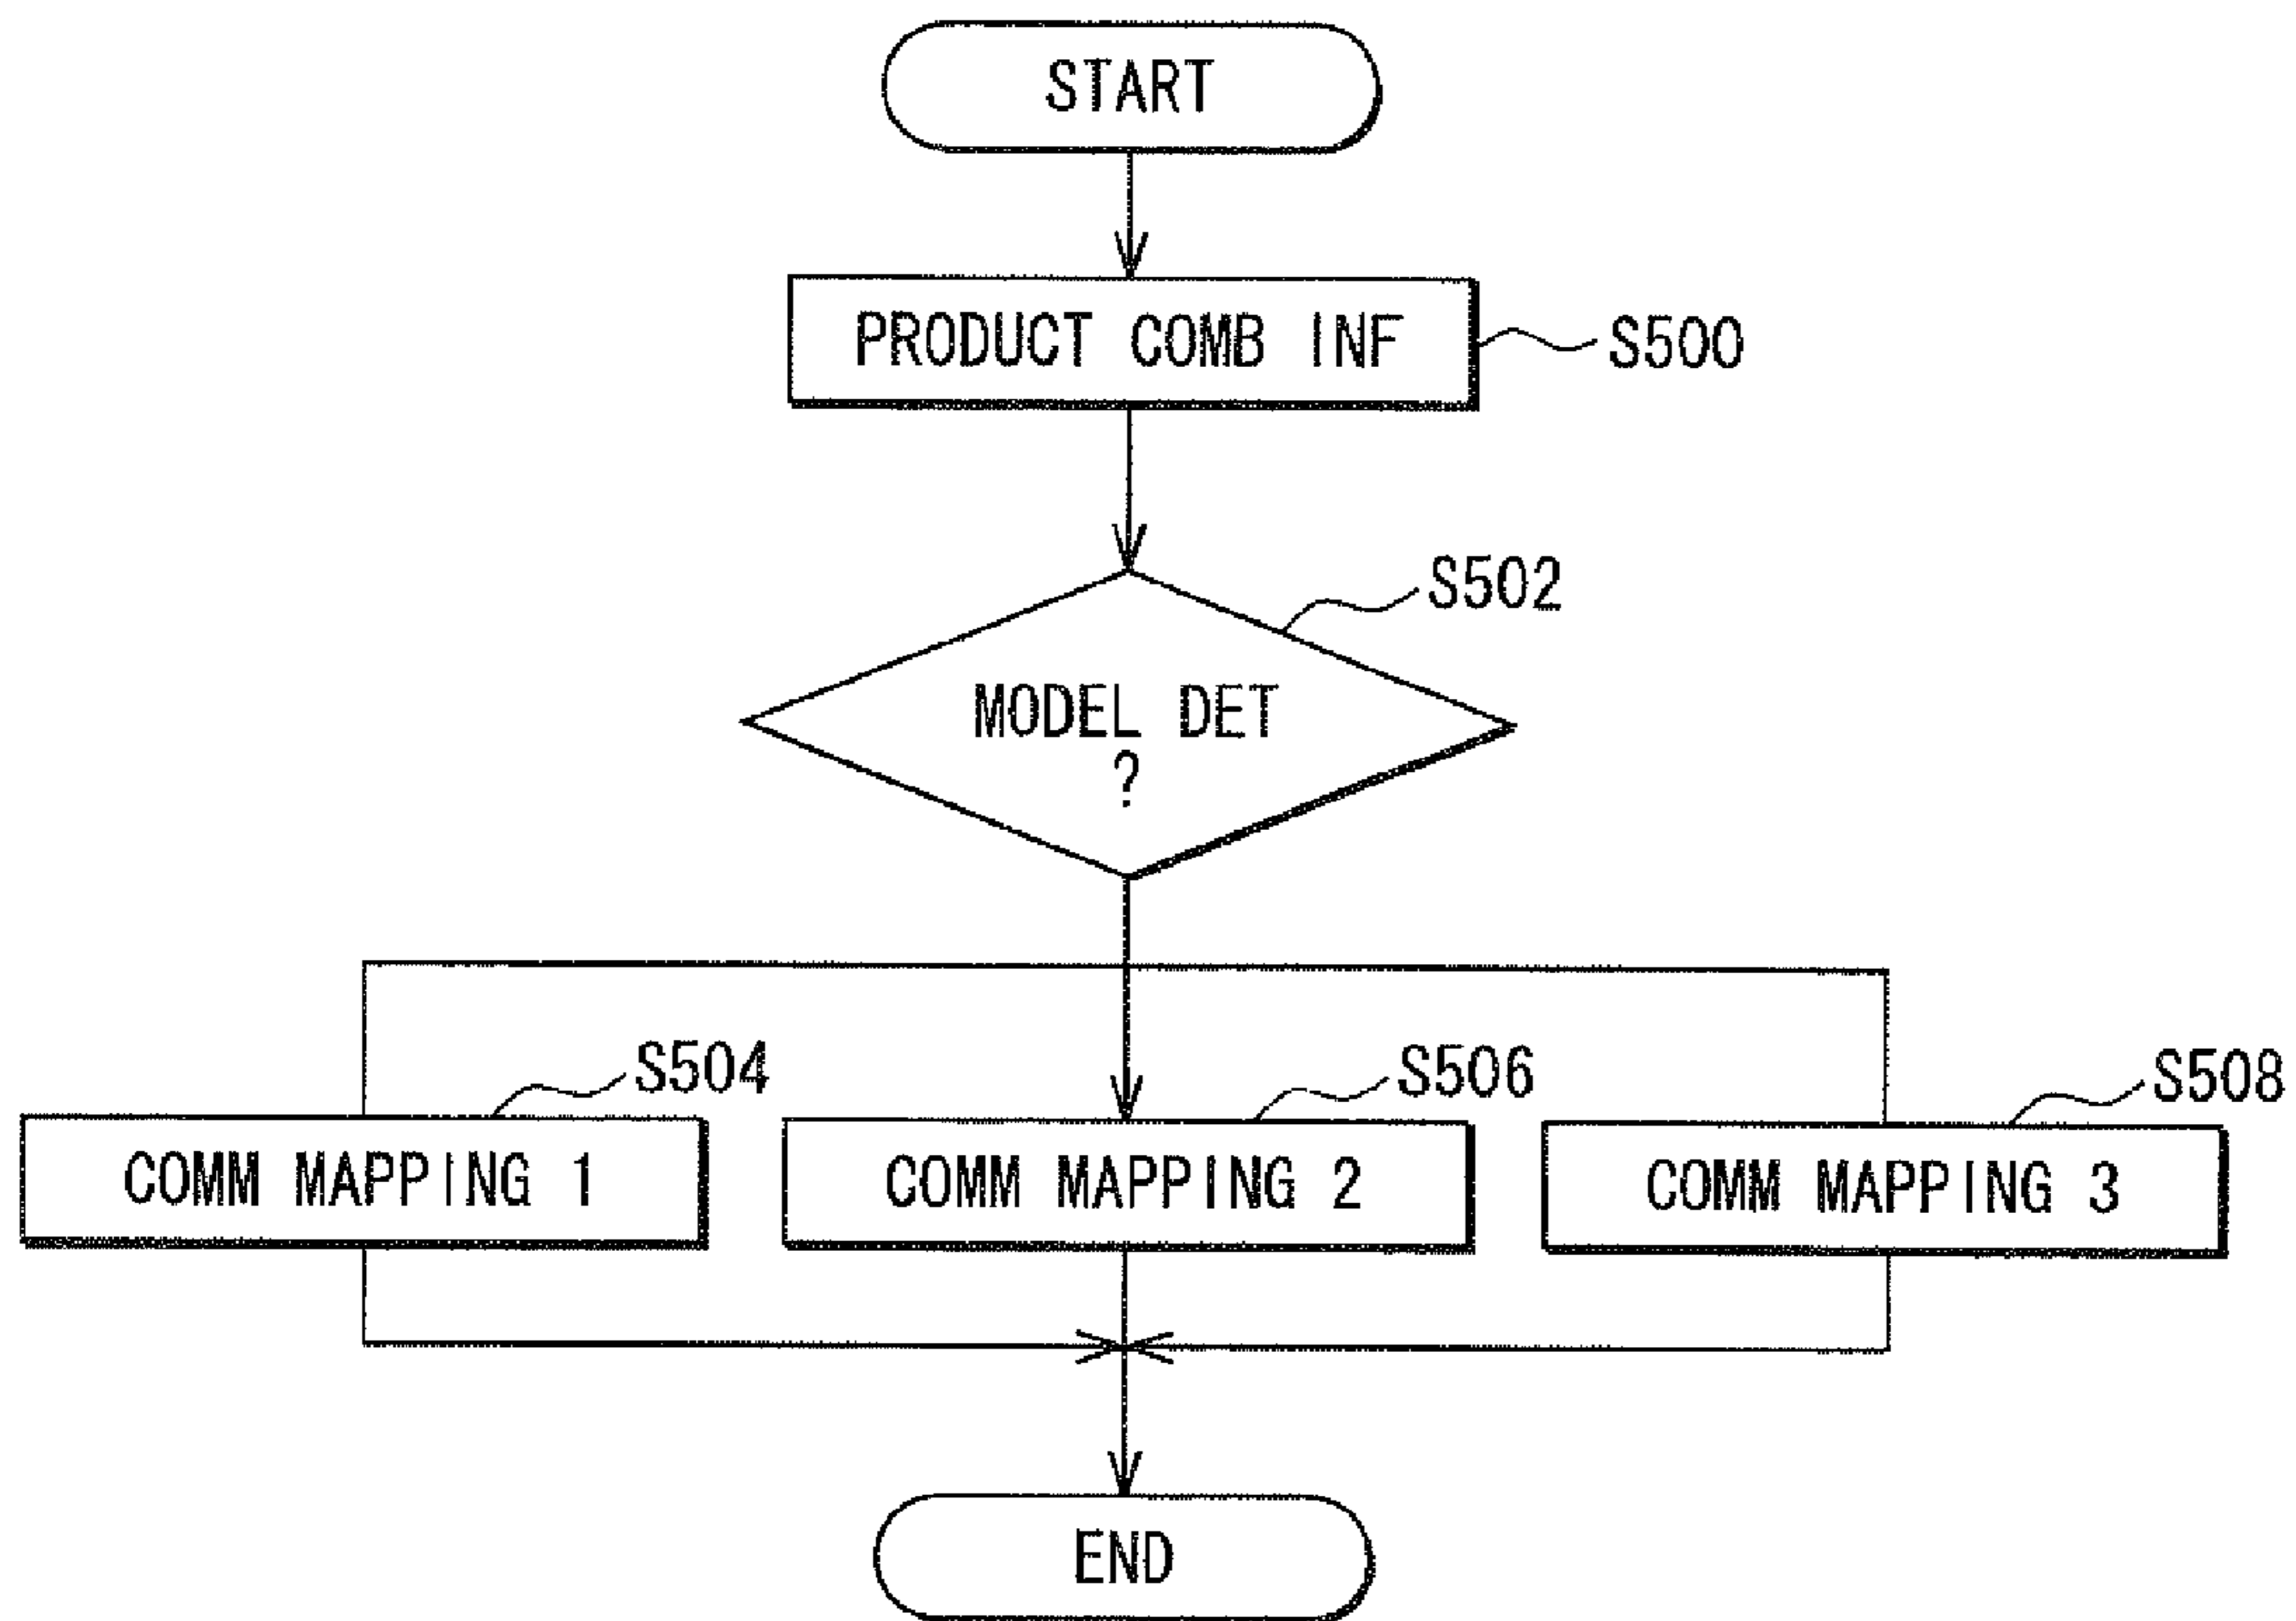 START
PRODUCT COMB INF
S500
S502
MODEL DET
?
S504
S506
S508
COMM MAPPING 1
COMM MAPPING 2
COMM MAPPING 3
END